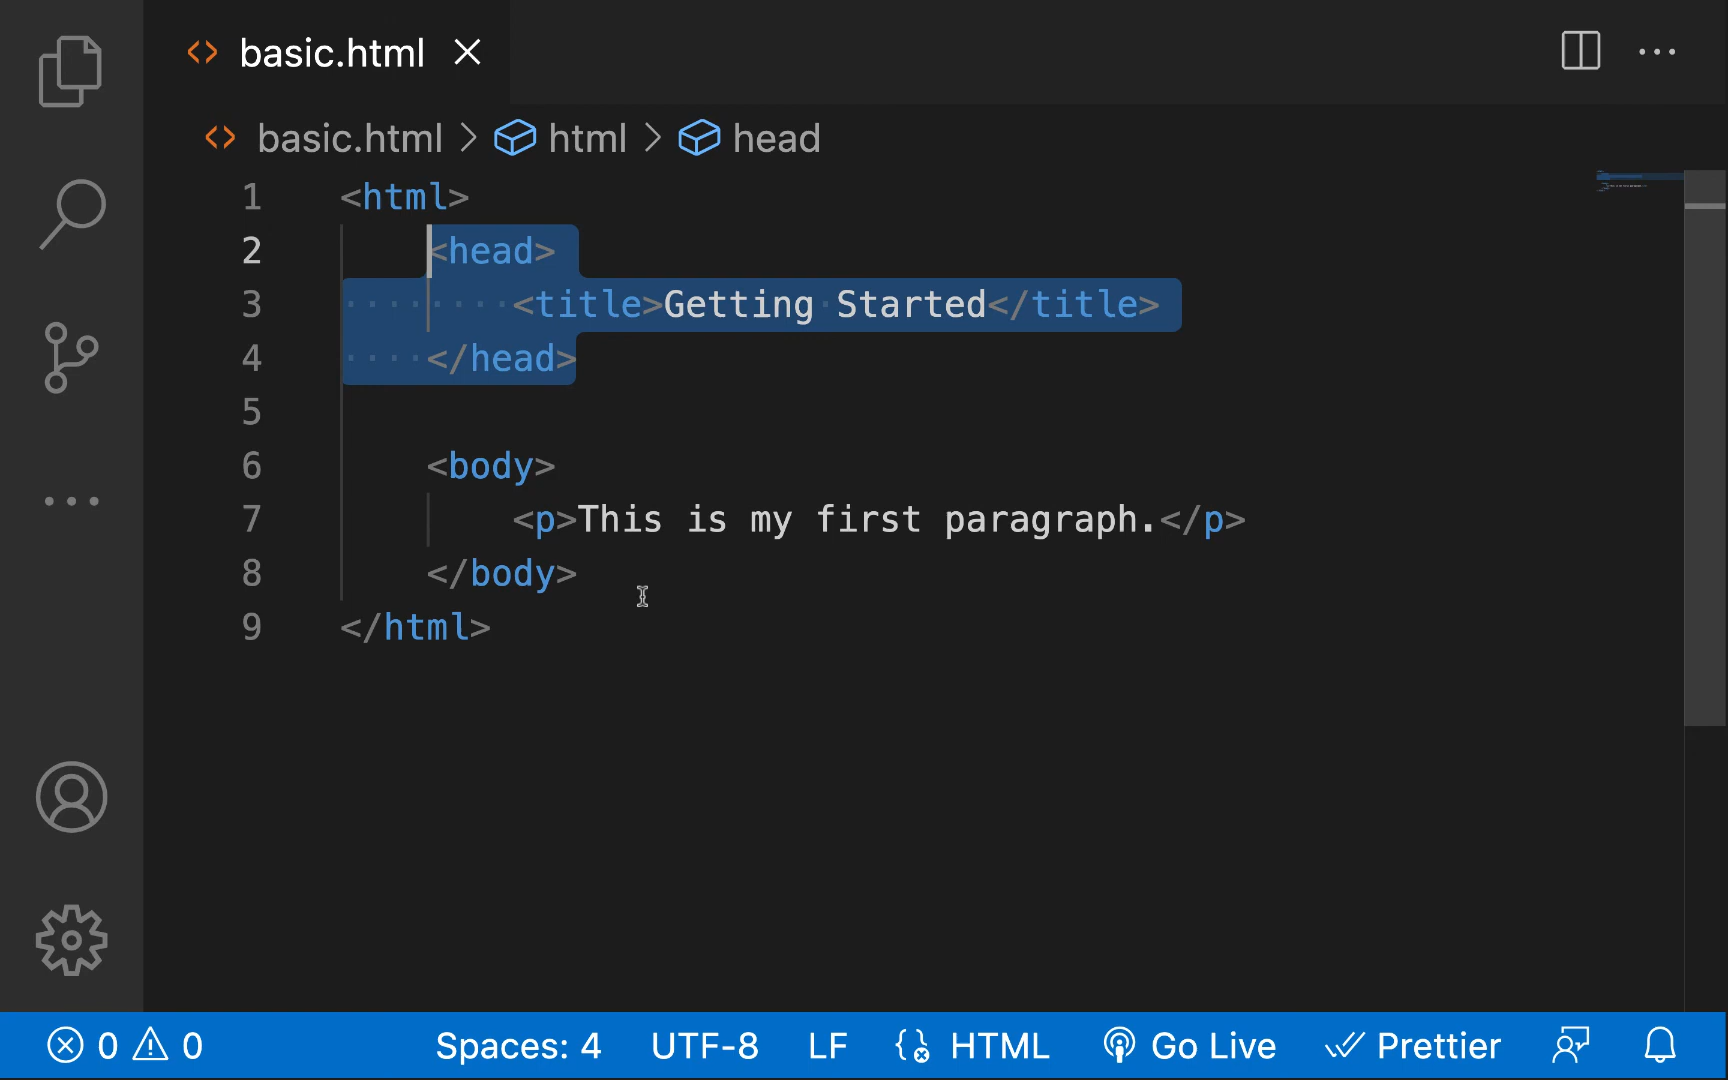 basic.html
basic.html > html > head
1 <html>
2 <head>
3 <title>Getting Started</title>
4 </head>
5
6 <body>
7 <p>This is my first paragraph.</p>
8 </body>
9 </html>
0 0 Spaces: 4 UTF-8 LF HTML Go Live Prettier